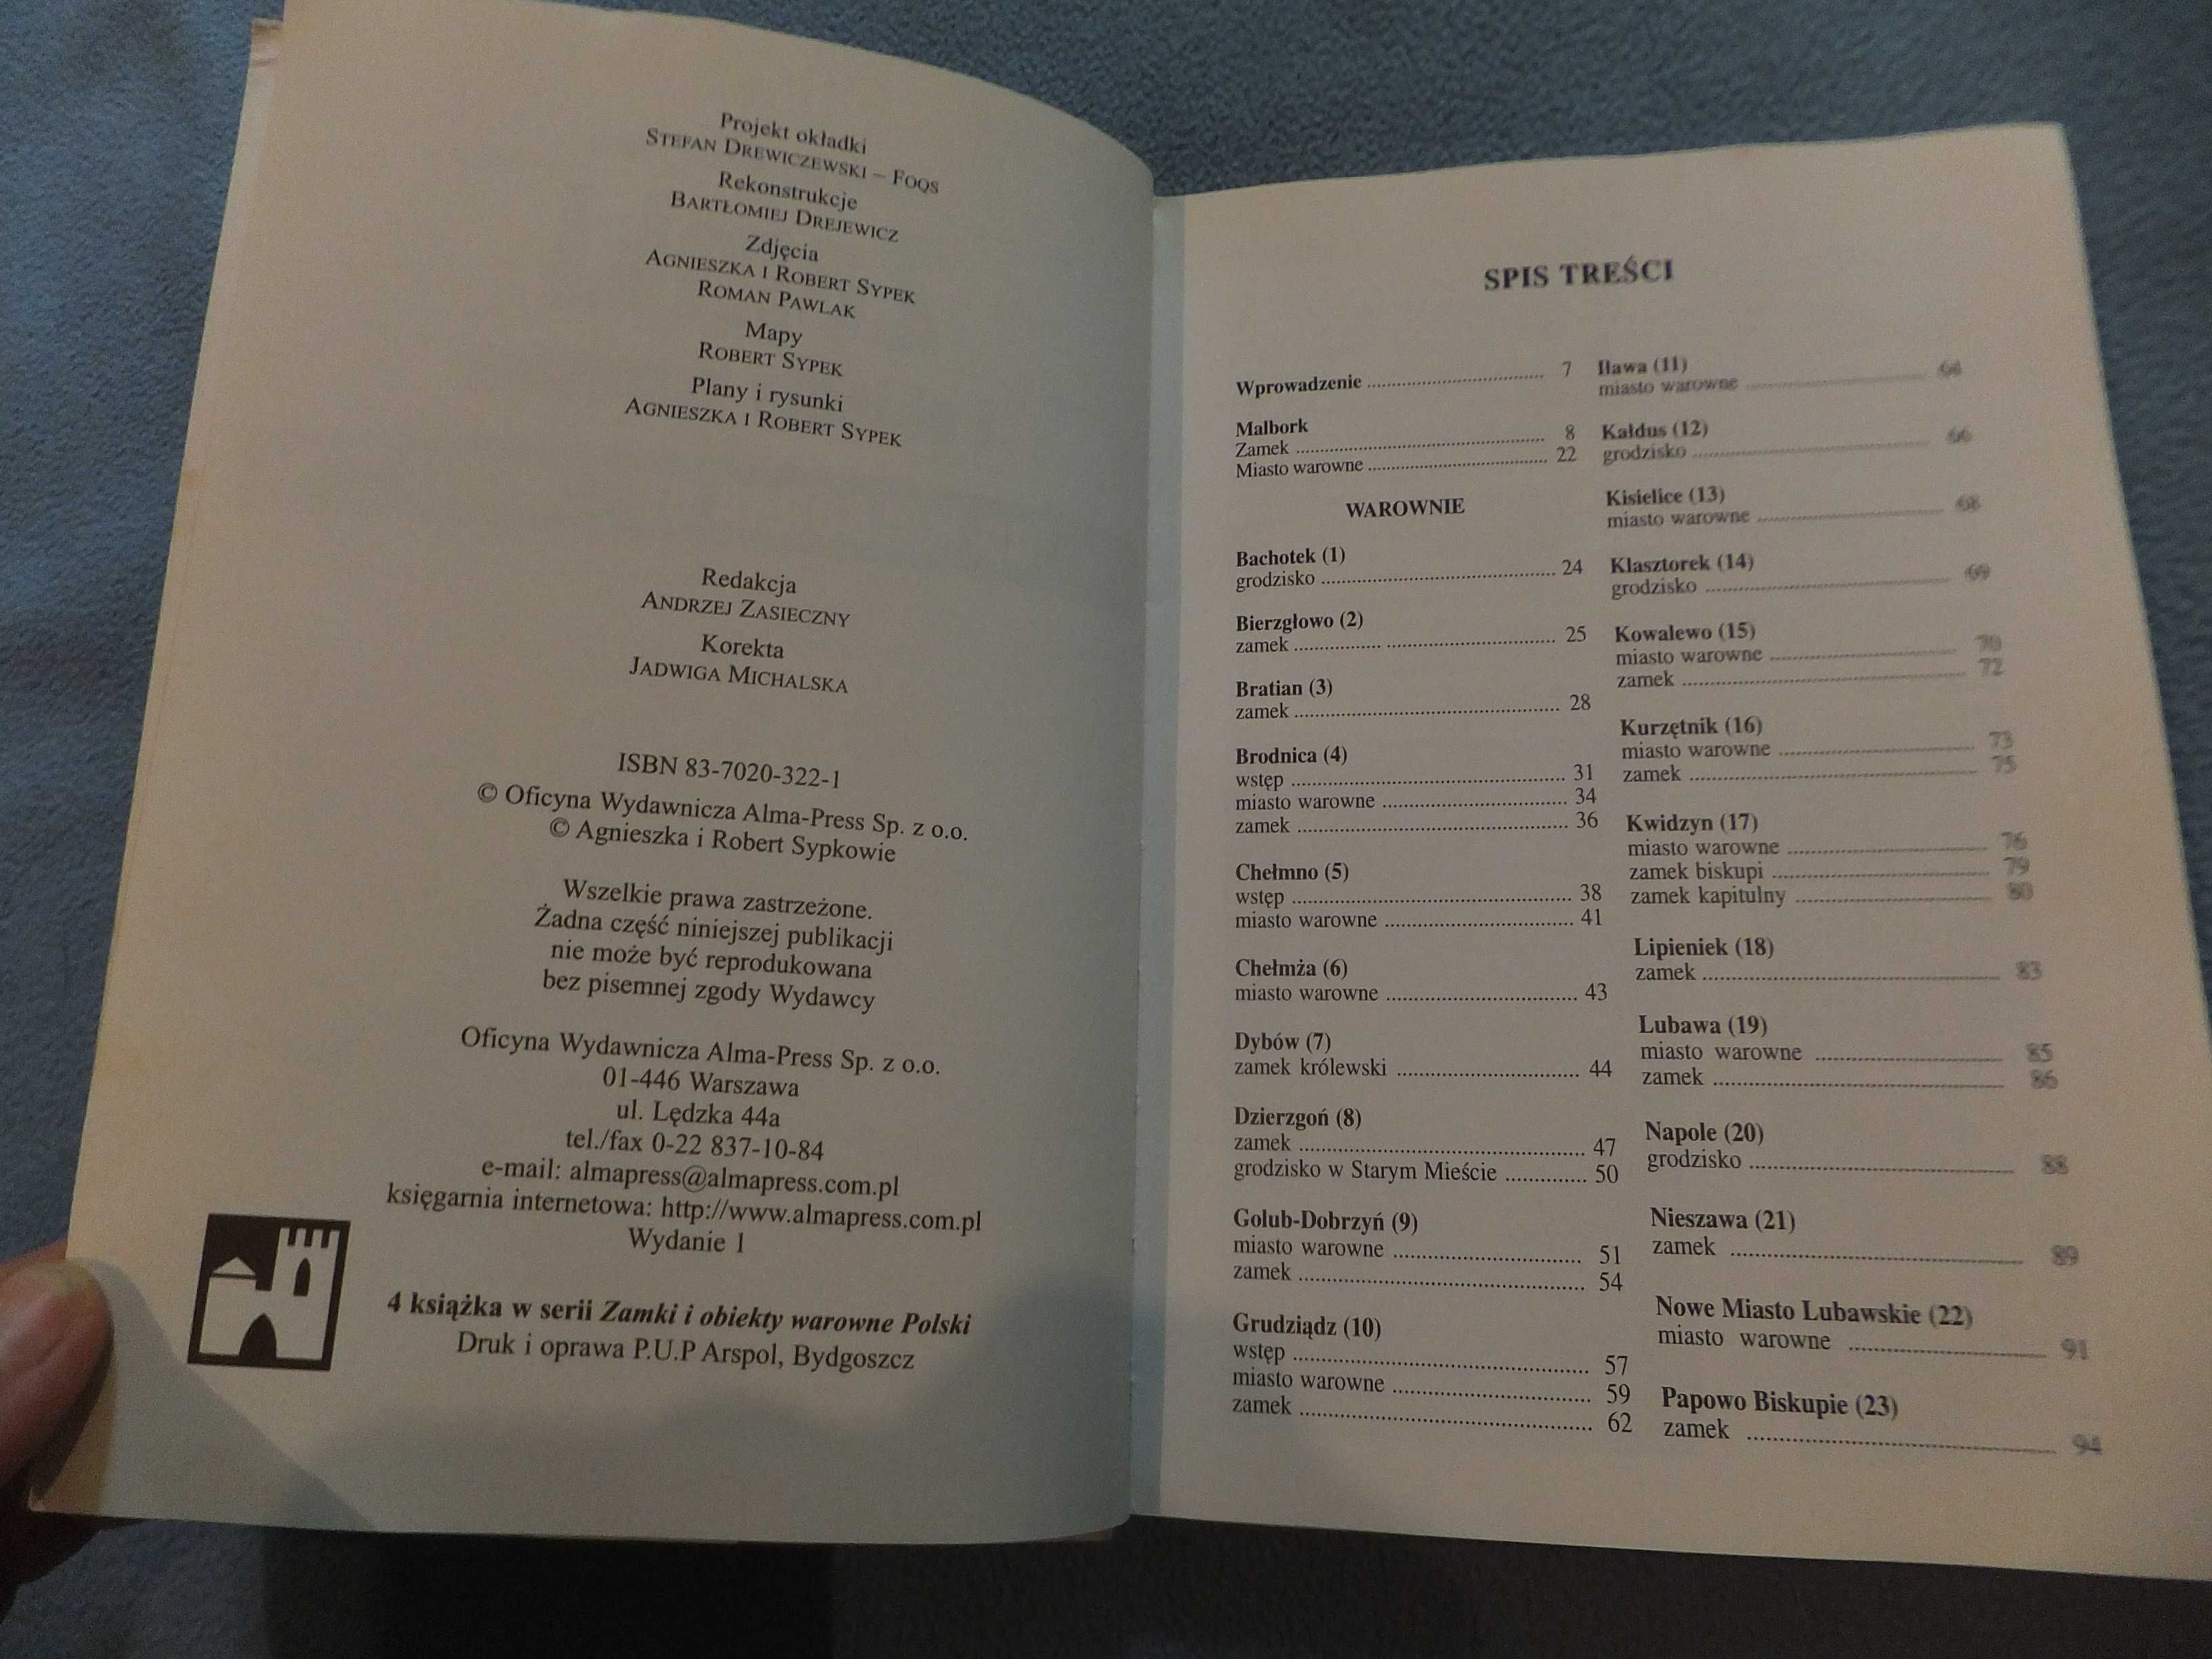 Projekt okładki
STEFAN DREWICZEWSKI – FOQS
Rekonstrukcje
BARTŁOMIEJ DREJEWICZ
Zdjęcia
AGNIESZKA I ROBERT SYPEK
ROMAN PAWLAK
Mapy
ROBERT SYPEK
Plany i rysunki
AGNIESZKA I ROBERT SYPEK
Redakcja
ANDRZEJ ZASIECZNY
Korekta
JADWIGA MICHALSKA
ISBN 83-7020-322-1
© Oficyna Wydawnicza Alma-Press Sp. z o.o.
© Agnieszka i Robert Sypkowie
Wszelkie prawa zastrzeżone.
Żadna część niniejszej publikacji
nie może być reprodukowana
bez pisemnej zgody Wydawcy
Oficyna Wydawnicza Alma-Press Sp. z o.o.
01-446 Warszawa
ul. Lędzka 44a
tel./fax 0-22 837-10-84
e-mail: almapress@almapress.com.pl
księgarnia internetowa: http://www.almapress.com.pl
Wydanie 1
4 książka w serii Zamki i obiekty warowne Polski
Druk i oprawa P.U.P Arspol, Bydgoszcz
SPIS TREŚCI
Wprowadzenie ........ 7
Malbork
Zamek ........ 8
Miasto warowne ........ 22
WAROWNIE
Bachotek (1)
grodzisko ........ 24
Bierzgłowo (2)
zamek ........ 25
Bratian (3)
zamek ........ 28
Brodnica (4)
wstęp ........ 31
miasto warowne ........ 34
zamek ........ 36
Chełmno (5)
wstęp ........ 38
miasto warowne ........ 41
Chełmża (6)
miasto warowne ........ 43
Dybów (7)
zamek królewski ........ 44
Dzierzgoń (8)
zamek ........ 47
grodzisko w Starym Mieście ........ 50
Golub-Dobrzyń (9)
miasto warowne ........ 51
zamek ........ 54
Grudziądz (10)
wstęp ........ 57
miasto warowne ........ 59
zamek ........ 62
Iława (11)
miasto warowne ........ 64
Kałdus (12)
grodzisko ........ 66
Kisielice (13)
miasto warowne ........ 68
Klasztorek (14)
grodzisko ........ 69
Kowalewo (15)
miasto warowne ........ 70
zamek ........ 72
Kurzętnik (16)
miasto warowne ........ 73
zamek ........ 75
Kwidzyn (17)
miasto warowne ........ 76
zamek biskupi ........ 79
zamek kapitulny ........ 80
Lipieniek (18)
zamek ........ 83
Lubawa (19)
miasto warowne ........ 85
zamek ........ 86
Napole (20)
grodzisko ........ 88
Nieszawa (21)
zamek ........ 89
Nowe Miasto Lubawskie (22)
miasto warowne ........ 91
Papowo Biskupie (23)
zamek ........ 94